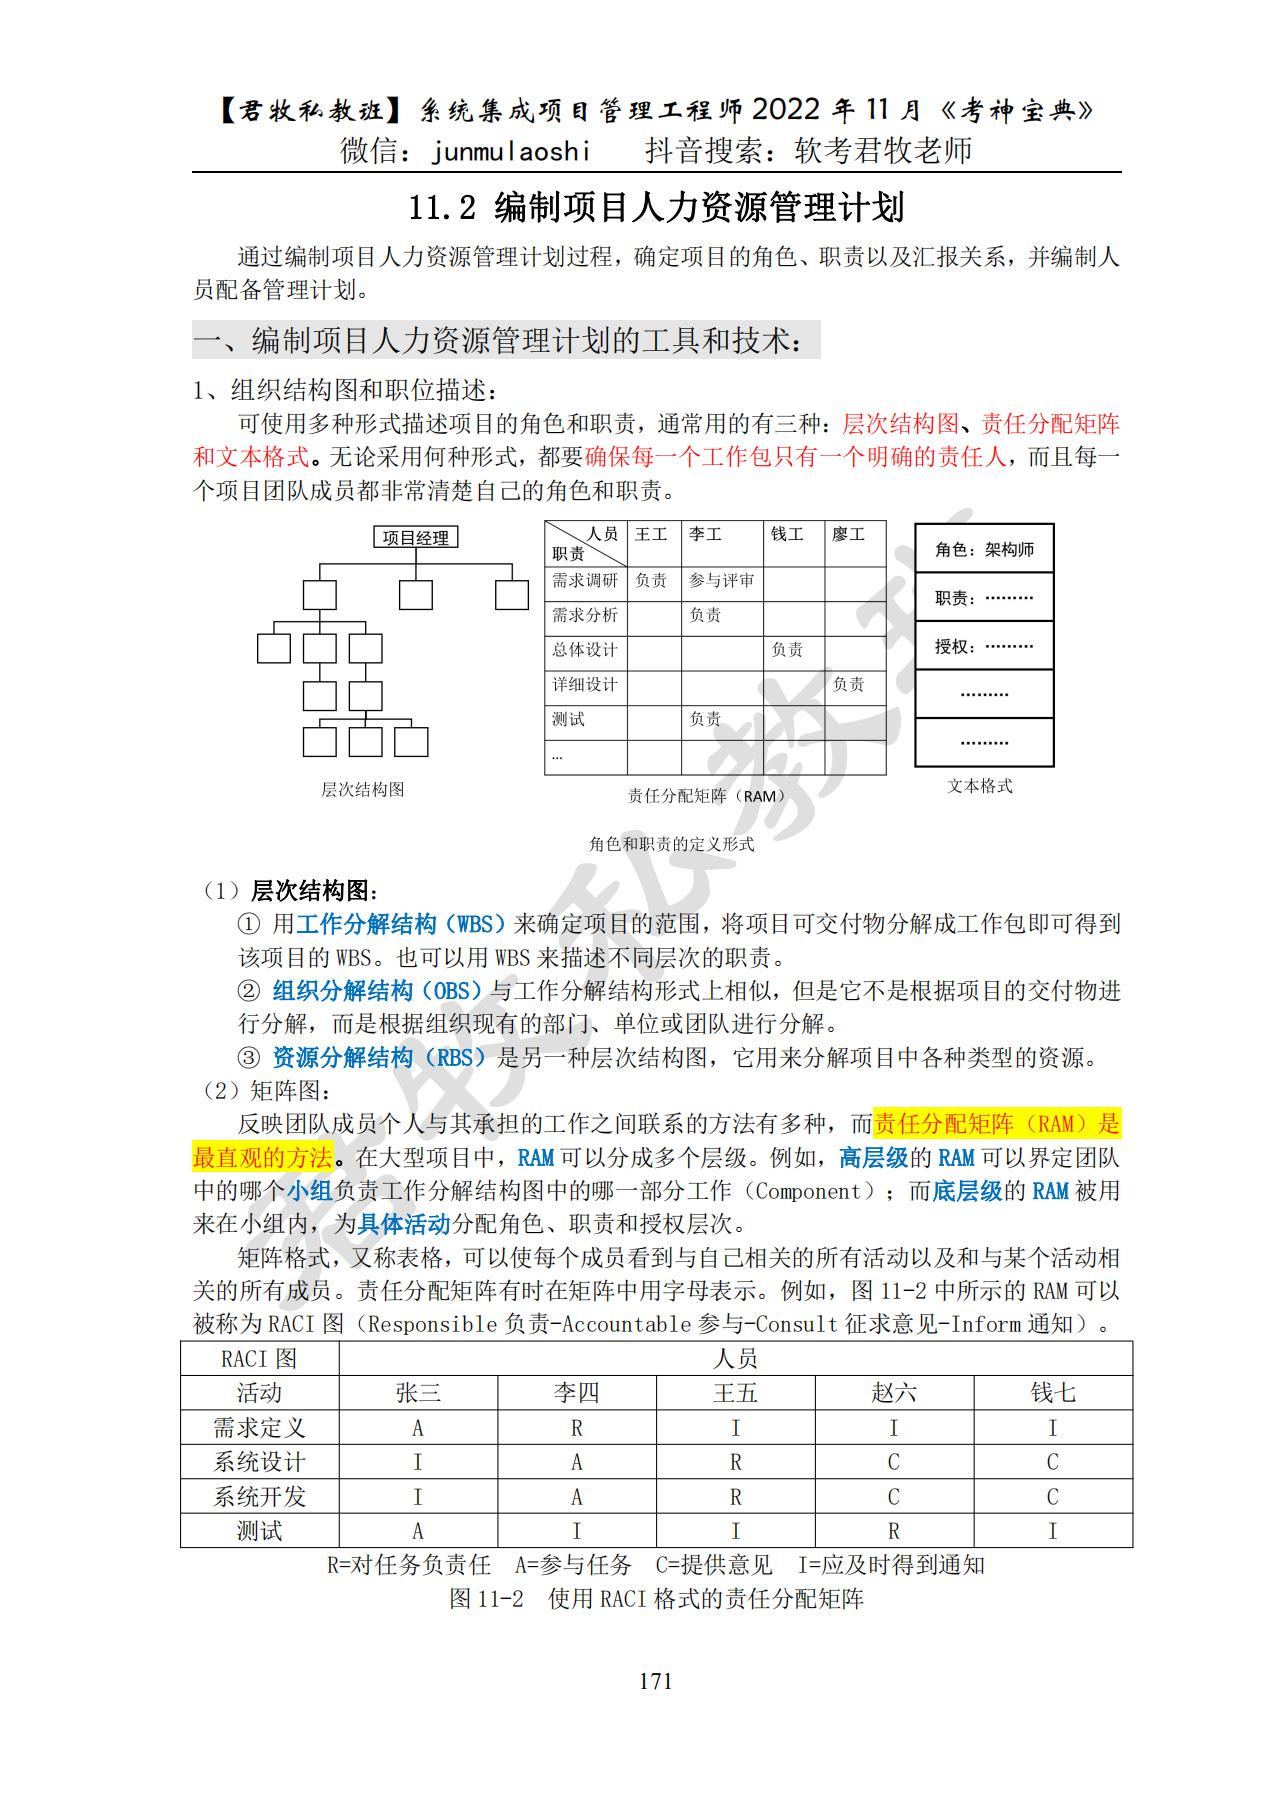 【君牧私教班】系统集成项目管理工程师2022年11月《考神宝典》
微信：junmulaoshi 抖音搜索：软考君牧老师
11.2 编制项目人力资源管理计划
通过编制项目人力资源管理计划过程，确定项目的角色、职责以及汇报关系，并编制人
员配备管理计划。
一、编制项目人力资源管理计划的工具和技术：
1、组织结构图和职位描述：
可使用多种形式描述项目的角色和职责，通常用的有三种：层次结构图、责任分配矩阵
和文本格式。无论采用何种形式，都要确保每一个工作包只有一个明确的责任人，而且每一
个项目团队成员都非常清楚自己的角色和职责。
项目经理
层次结构图
人员 王工 李工 钱工 廖工
职责
需求调研 负责 参与评审
需求分析 负责
总体设计 负责
详细设计 负责
测试 负责
…
责任分配矩阵（RAM）
角色：架构师
职责：………
授权：………
………
………
文本格式
角色和职责的定义形式
（1）层次结构图：
① 用工作分解结构（WBS）来确定项目的范围，将项目可交付物分解成工作包即可得到
该项目的 WBS。也可以用 WBS 来描述不同层次的职责。
② 组织分解结构（OBS）与工作分解结构形式上相似，但是它不是根据项目的交付物进
行分解，而是根据组织现有的部门、单位或团队进行分解。
③ 资源分解结构（RBS）是另一种层次结构图，它用来分解项目中各种类型的资源。
（2）矩阵图：
反映团队成员个人与其承担的工作之间联系的方法有多种，而责任分配矩阵（RAM）是
最直观的方法。在大型项目中，RAM 可以分成多个层级。例如，高层级的 RAM 可以界定团队
中的哪个小组负责工作分解结构图中的哪一部分工作（Component）；而底层级的 RAM 被用
来在小组内，为具体活动分配角色、职责和授权层次。
矩阵格式，又称表格，可以使每个成员看到与自己相关的所有活动以及和与某个活动相
关的所有成员。责任分配矩阵有时在矩阵中用字母表示。例如，图 11-2 中所示的 RAM 可以
被称为 RACI 图（Responsible 负责-Accountable 参与-Consult 征求意见-Inform 通知）。
RACI 图 人员
活动 张三 李四 王五 赵六 钱七
需求定义 A R I I I
系统设计 I A R C C
系统开发 I A R C C
测试 A I I R I
R=对任务负责任 A=参与任务 C=提供意见 I=应及时得到通知
图 11-2 使用 RACI 格式的责任分配矩阵
171
君牧私教班